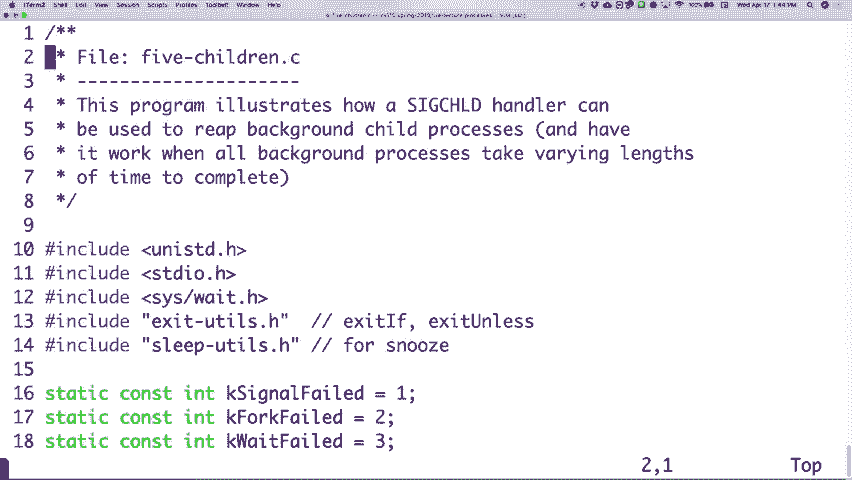 iTerm2 Shell Edit View Session Scripts Profiles Toolbelt Window Help 100% Wed Apr 17 1:44 PM
1 /**
2  * File: five-children.c
3  * ---------------------
4  * This program illustrates how a SIGCHLD handler can
5  * be used to reap background child processes (and have
6  * it work when all background processes take varying lengths
7  * of time to complete)
8  */
9
10 #include <unistd.h>
11 #include <stdio.h>
12 #include <sys/wait.h>
13 #include "exit-utils.h"  // exitIf, exitUnless
14 #include "sleep-utils.h" // for snooze
15
16 static const int kSignalFailed = 1;
17 static const int kForkFailed = 2;
18 static const int kWaitFailed = 3;
2,1 Top